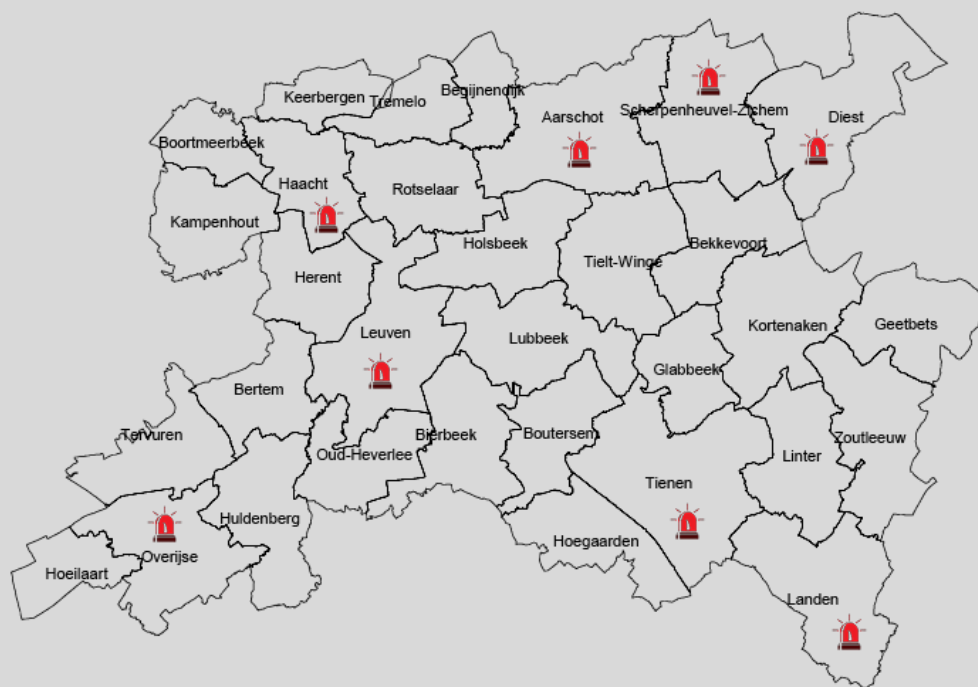 Begijnendijk
Keerbergen
Tremelo
Scherpenheuvel-Zichem
Aarschot
Diest
Boortmeerbeek
Haacht
Rotselaar
Kampenhout
Holsbeek
Bekkevoort
Tielt-Winge
Herent
Kortenaken
Geetbets
Leuven
Lubbeek
Glabbeek
Bertem
Tervuren
Bierbeek
Boutersem
Zoutleeuw
Oud-Heverlee
Linter
Tienen
Huldenberg
Hoegaarden
Overijse
Hoeilaart
Landen